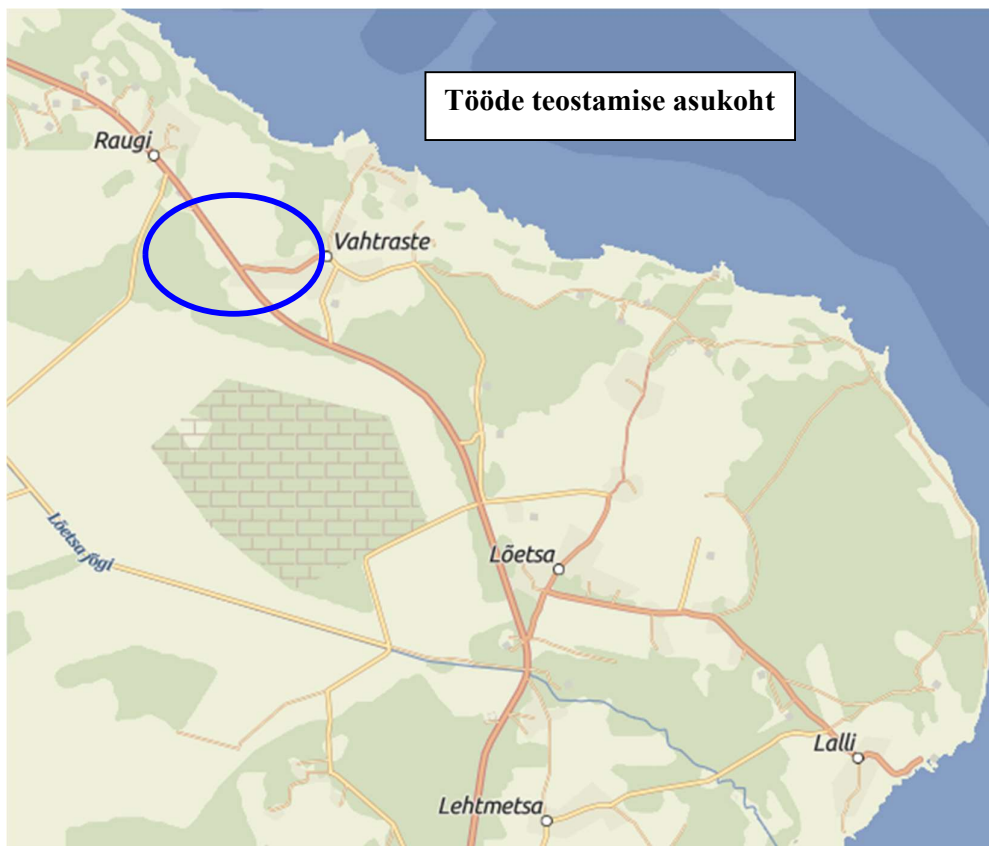 Tööde teostamise asukoht
Raugi
Vahtraste
Lõetsa jõgi
Lõetsa
Lalli
Lehtmetsa